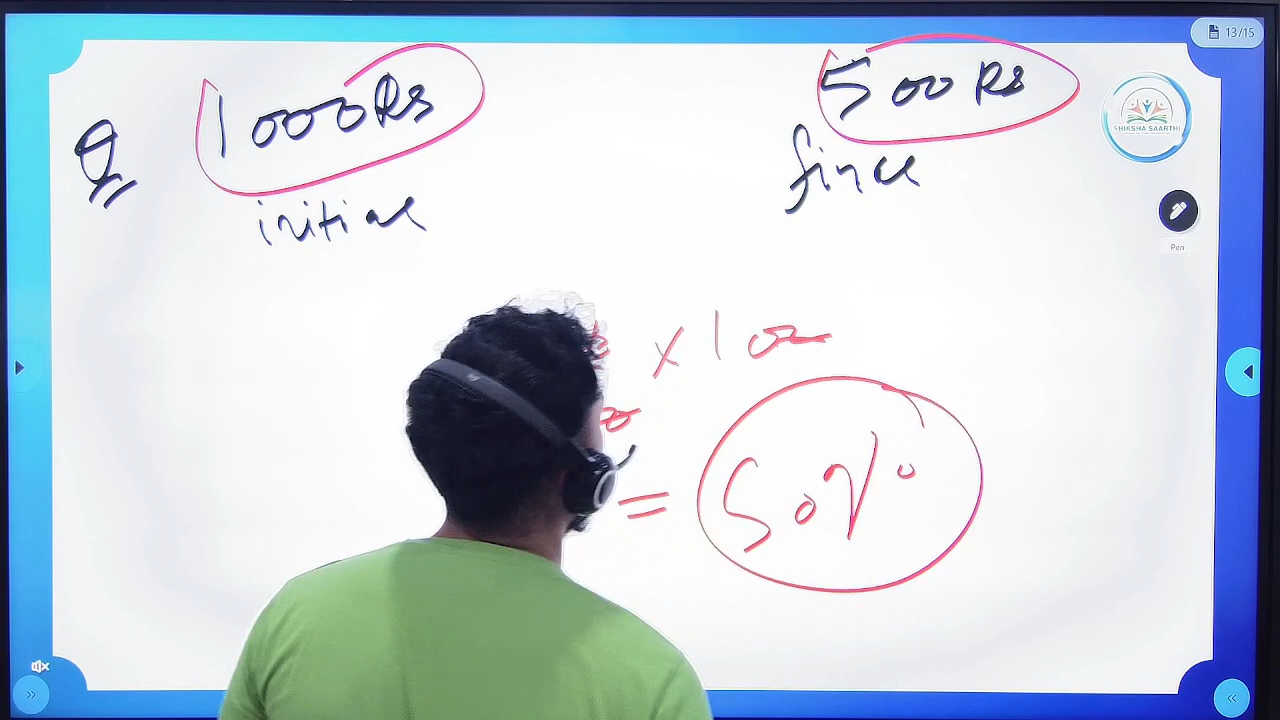 13/15
1000Rs 500Rs
Q
initial final
SHIKSHA SAARTHI
Pen
x 100
= 50%